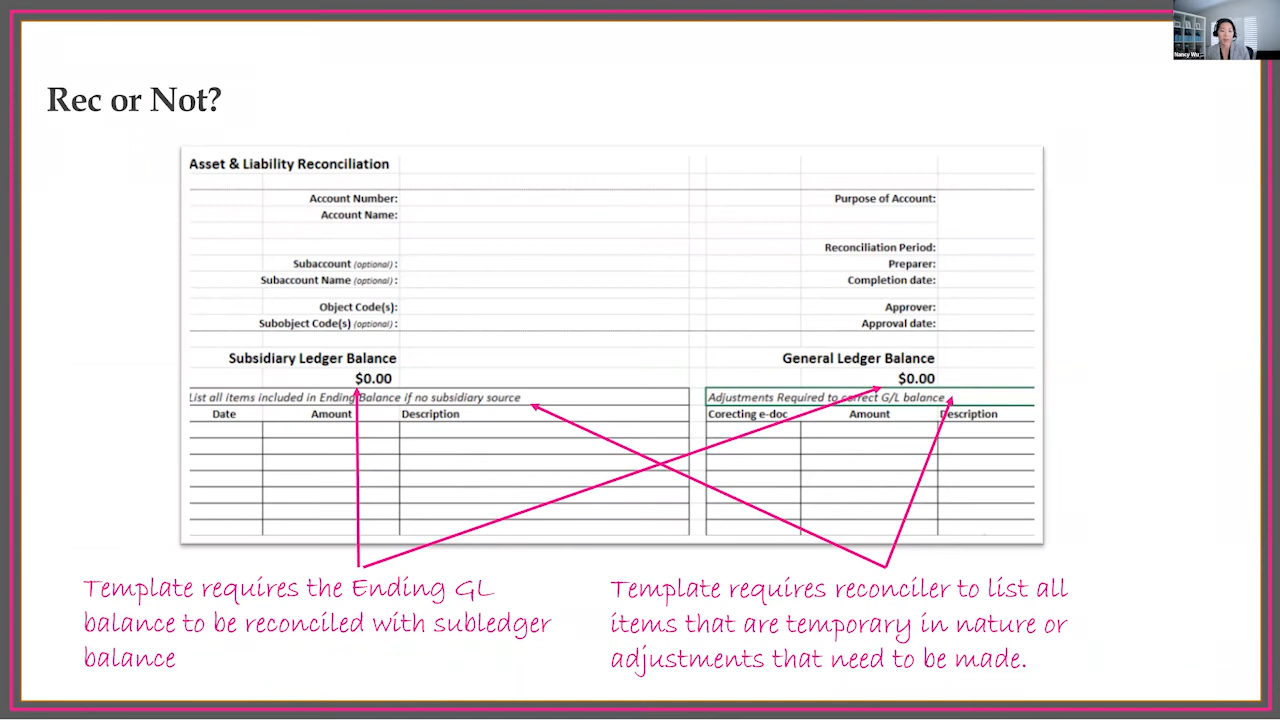 Nancy Wu
Rec or Not?
Asset & Liability Reconciliation
Account Number:
Purpose of Account:
Account Name:
Reconciliation Period:
Subaccount (optional) :
Preparer:
Subaccount Name (optional) :
Completion date:
Object Code(s):
Approver:
Subobject Code(s) (optional) :
Approval date:
Subsidiary Ledger Balance
General Ledger Balance
$0.00
$0.00
List all items included in Ending Balance if no subsidiary source
Adjustments Required to correct G/L balance
Date Amount Description
Corecting e-doc Amount Description
Template requires the Ending GL
balance to be reconciled with subledger
balance
Template requires reconciler to list all
items that are temporary in nature or
adjustments that need to be made.